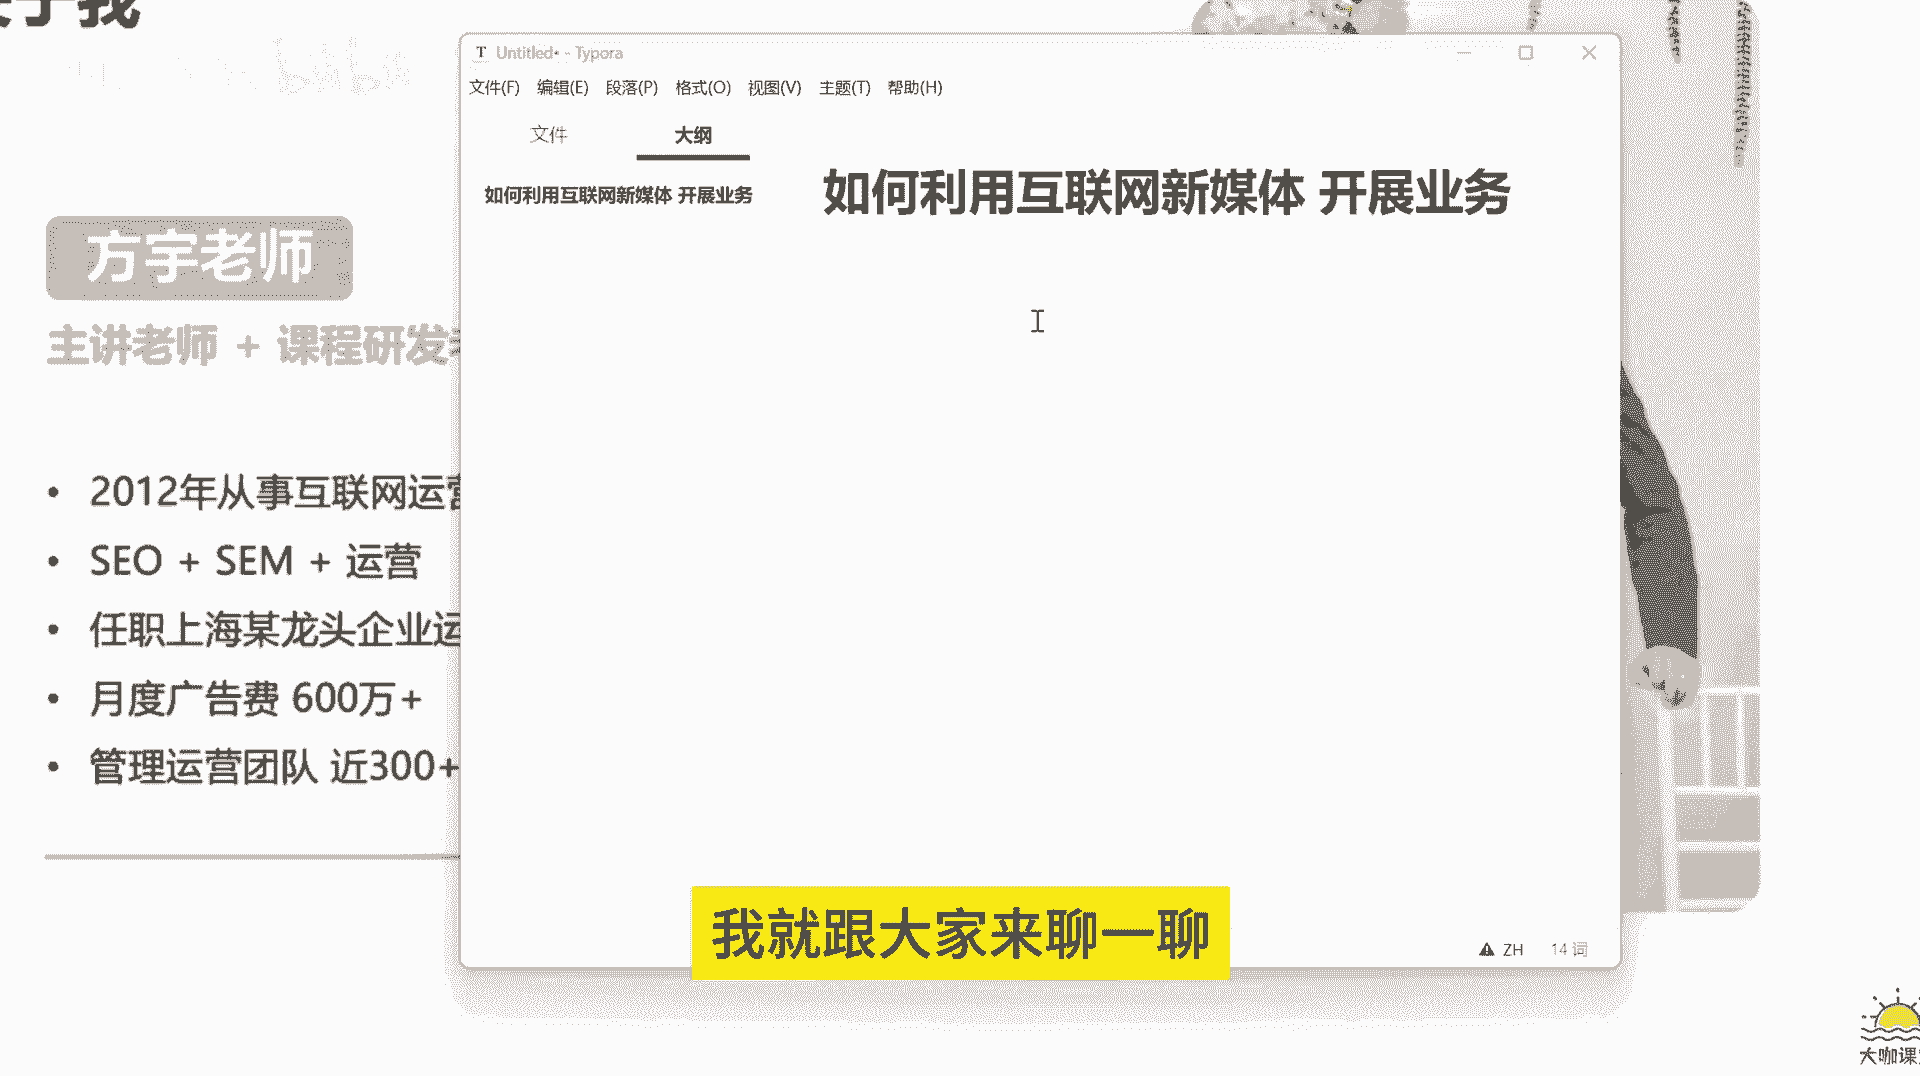 于我
bilibili
方宇老师
主讲老师 + 课程研发
2012年从事互联网运营
SEO + SEM + 运营
任职上海某龙头企业运
月度广告费 600万+
管理运营团队 近300+
T Untitled• - Typora
文件(F) 编辑(E) 段落(P) 格式(O) 视图(V) 主题(T) 帮助(H)
文件 大纲
如何利用互联网新媒体 开展业务
如何利用互联网新媒体 开展业务
ZH 14 词
我就跟大家来聊一聊
大咖课